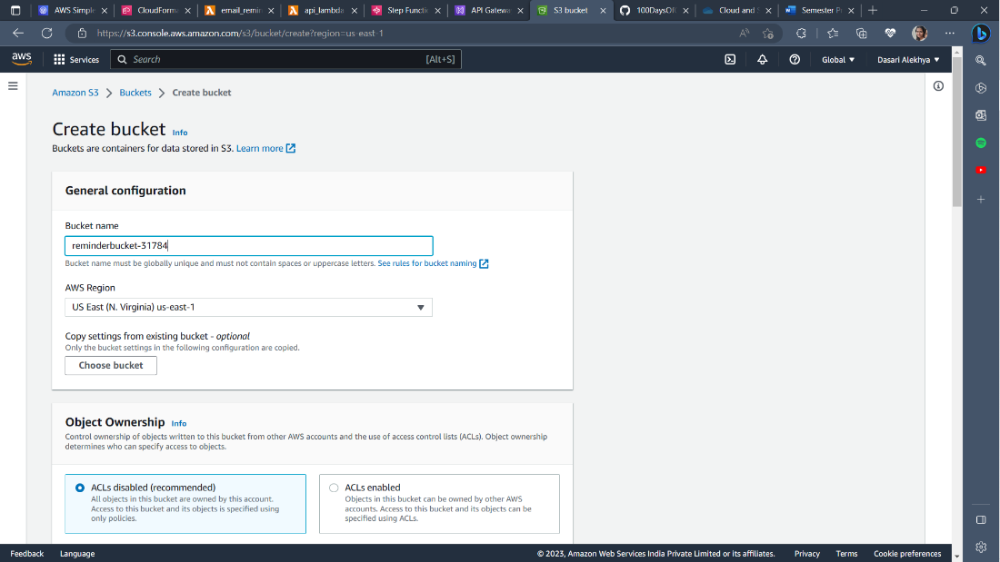 AWS Simple
CloudForma
email_remin
api_lambda
Step Functi
API Gatewa
S3 bucket
100DaysOf
Cloud and S
Semester Pr
https://s3.console.aws.amazon.com/s3/bucket/create?region=us-east-1
aws
Services
Search
[Alt+S]
Global
Dasari Alekhya
Amazon S3
Buckets
Create bucket
Create bucket Info
Buckets are containers for data stored in S3. Learn more
General configuration
Bucket name
reminderbucket-31784
Bucket name must be globally unique and must not contain spaces or uppercase letters. See rules for bucket naming
AWS Region
US East (N. Virginia) us-east-1
Copy settings from existing bucket - optional
Only the bucket settings in the following configuration are copied.
Choose bucket
Object Ownership Info
Control ownership of objects written to this bucket from other AWS accounts and the use of access control lists (ACLs). Object ownership
determines who can specify access to objects.
ACLs disabled (recommended)
All objects in this bucket are owned by this account.
Access to this bucket and its objects is specified using
only policies.
ACLs enabled
Objects in this bucket can be owned by other AWS
accounts. Access to this bucket and its objects can be
specified using ACLs.
Feedback
Language
© 2023, Amazon Web Services India Private Limited or its affiliates.
Privacy
Terms
Cookie preferences